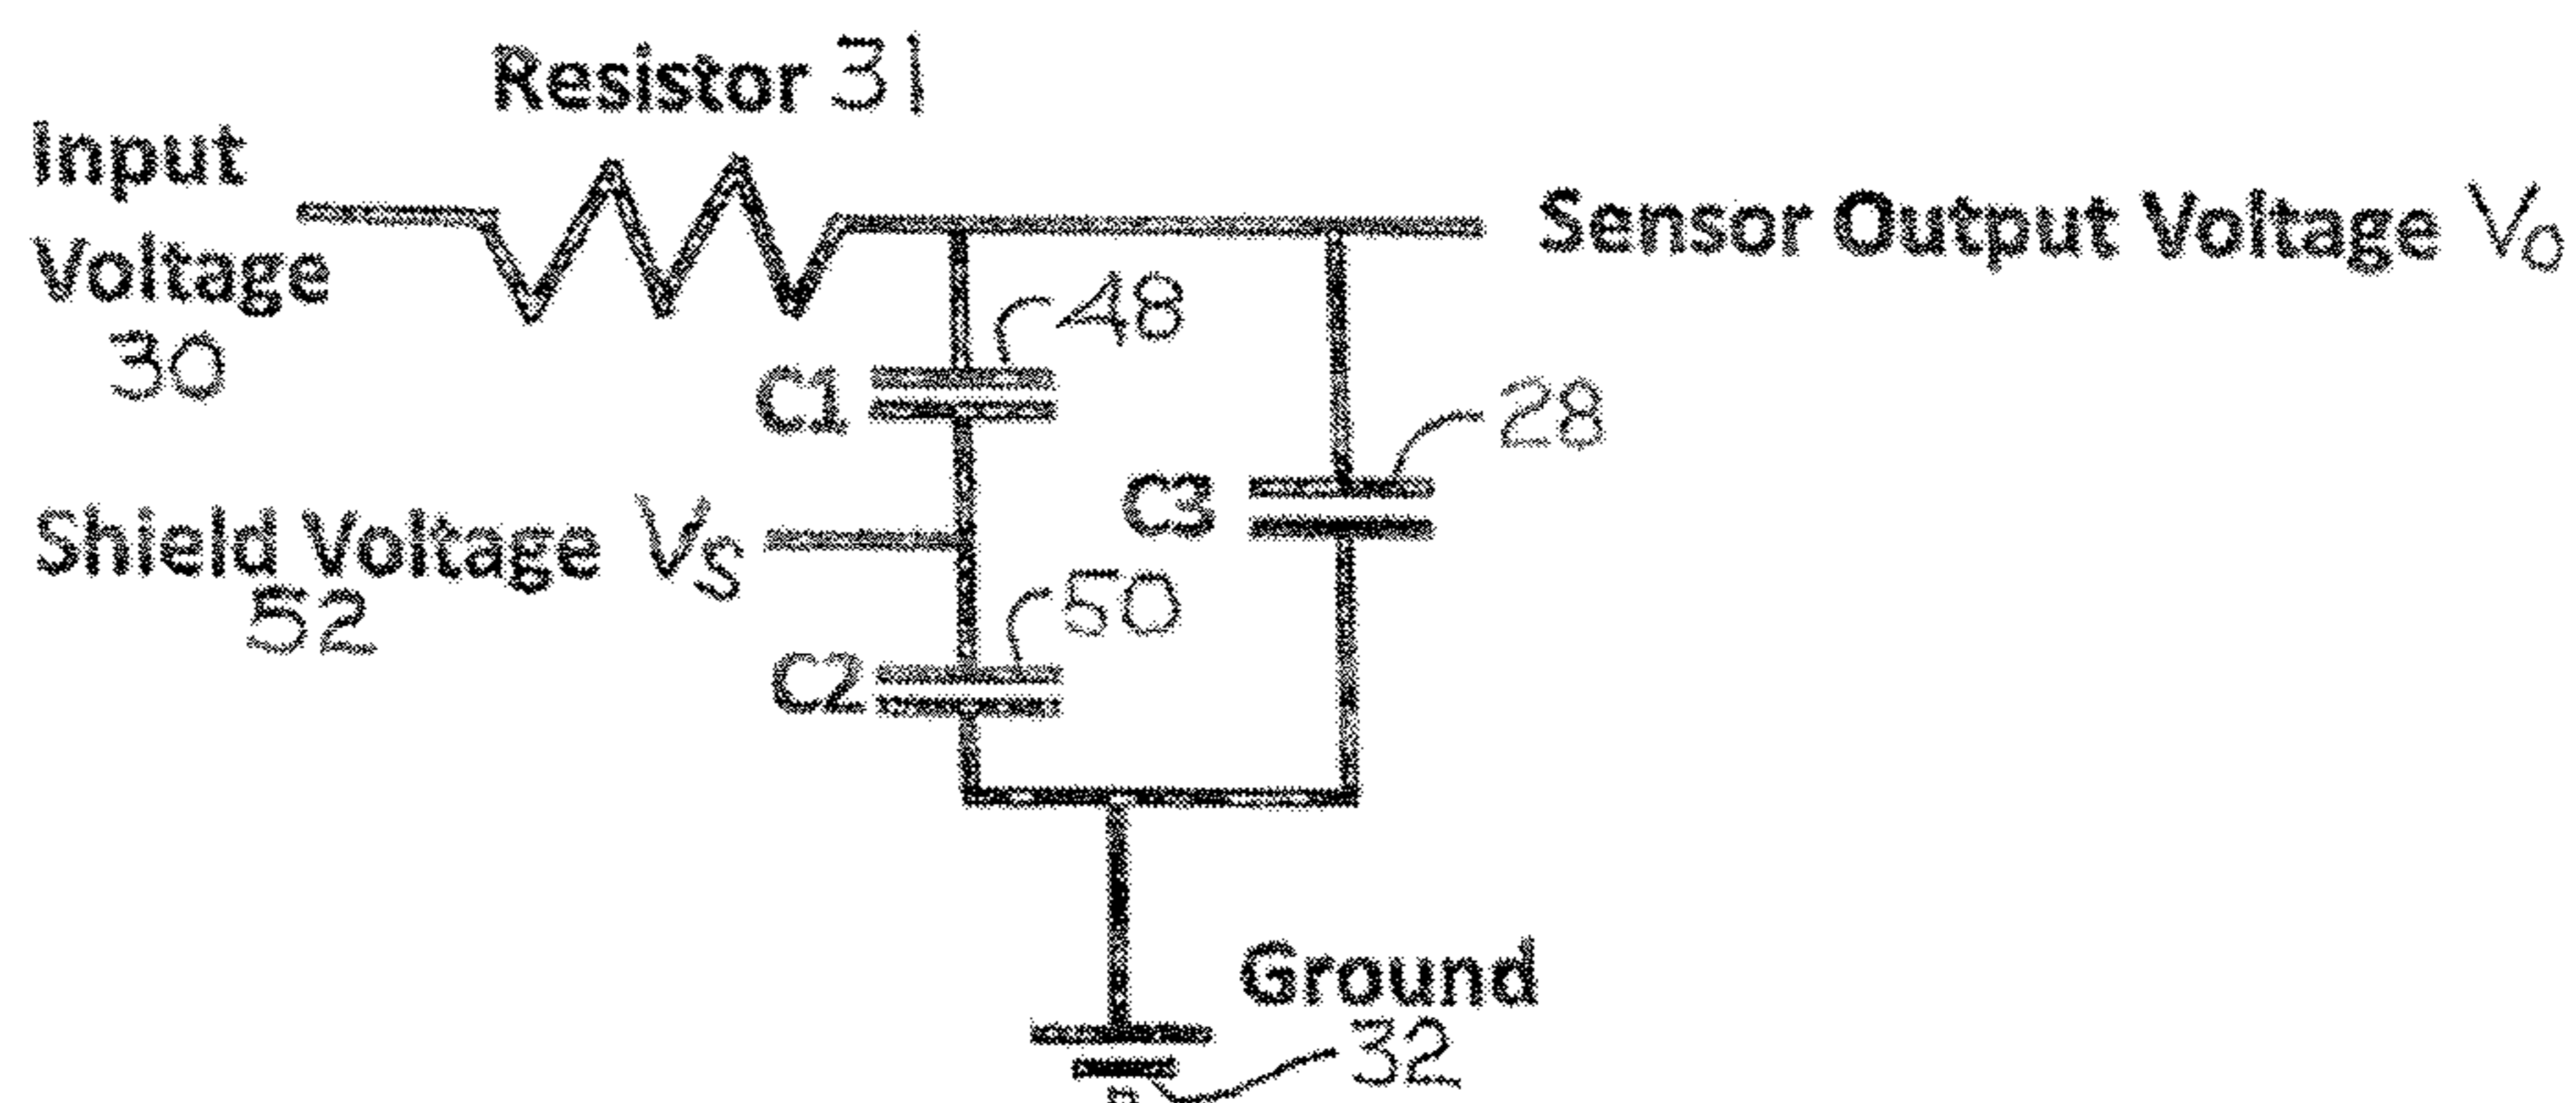 Resistor 31
Input
Voltage
30
Sensor Output Voltage Vo
48
C1
28
C3
Shield Voltage Vs
52
50
C2
Ground
32